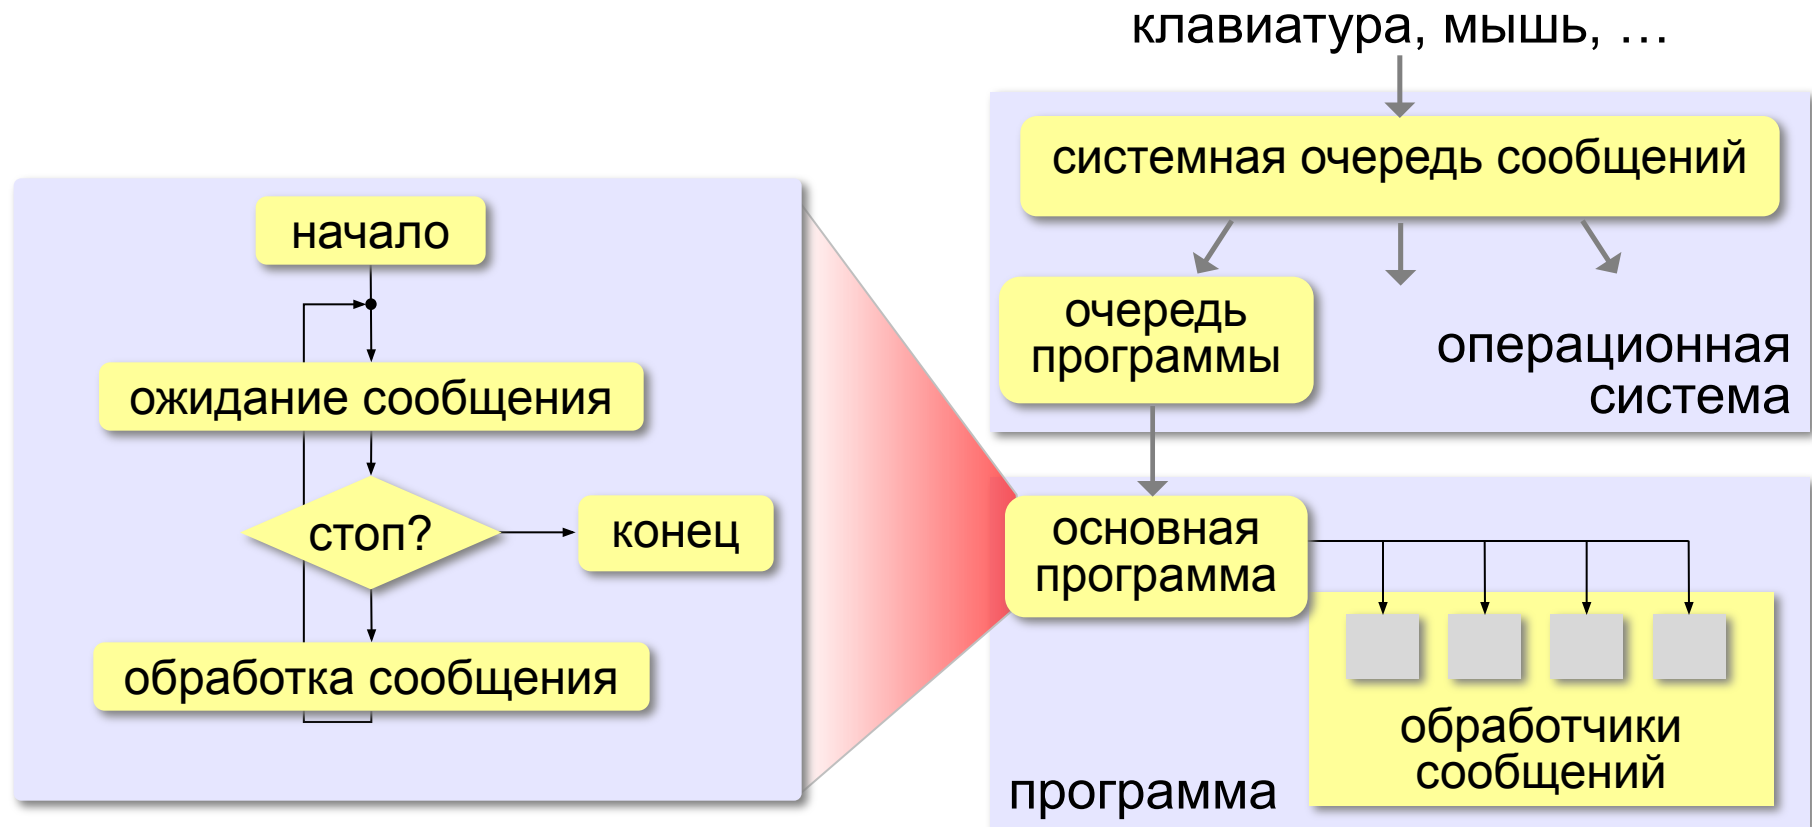 клавиатура, мышь, …
системная очередь сообщений
очередь
программы
операционная
система
начало
ожидание сообщения
стоп?
конец
обработка сообщения
основная
программа
обработчики
сообщений
программа